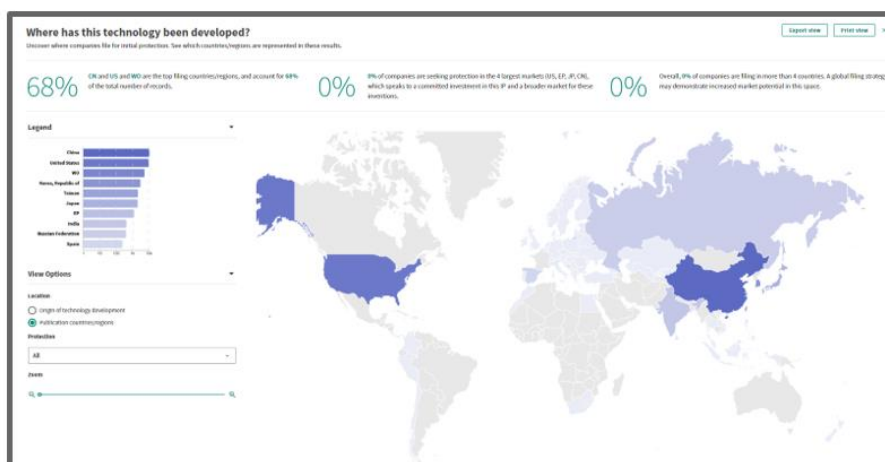 Where has this technology been developed?
Uncover where companies file for initial protection. See which countries/regions are represented in these results.
Export view
Print view
68%
CN and US and WO are the top filing countries/regions, and account for 68%
of the total number of records.
0%
0% of companies are seeking protection in the 4 largest markets (US, EP, JP, CN),
which speaks to a committed investment in this IP and a broader market for these
inventions.
0%
Overall, 0% of companies are filing in more than 4 countries. A global filing strateg
may demonstrate increased market potential in this space.
Legend
China
United States
WO
Korea, Republic of
Taiwan
Japan
EP
India
Russian Federation
Spain
View Options
Location
Origin of technology development
Publication countries/regions
Protection
All
Zoom